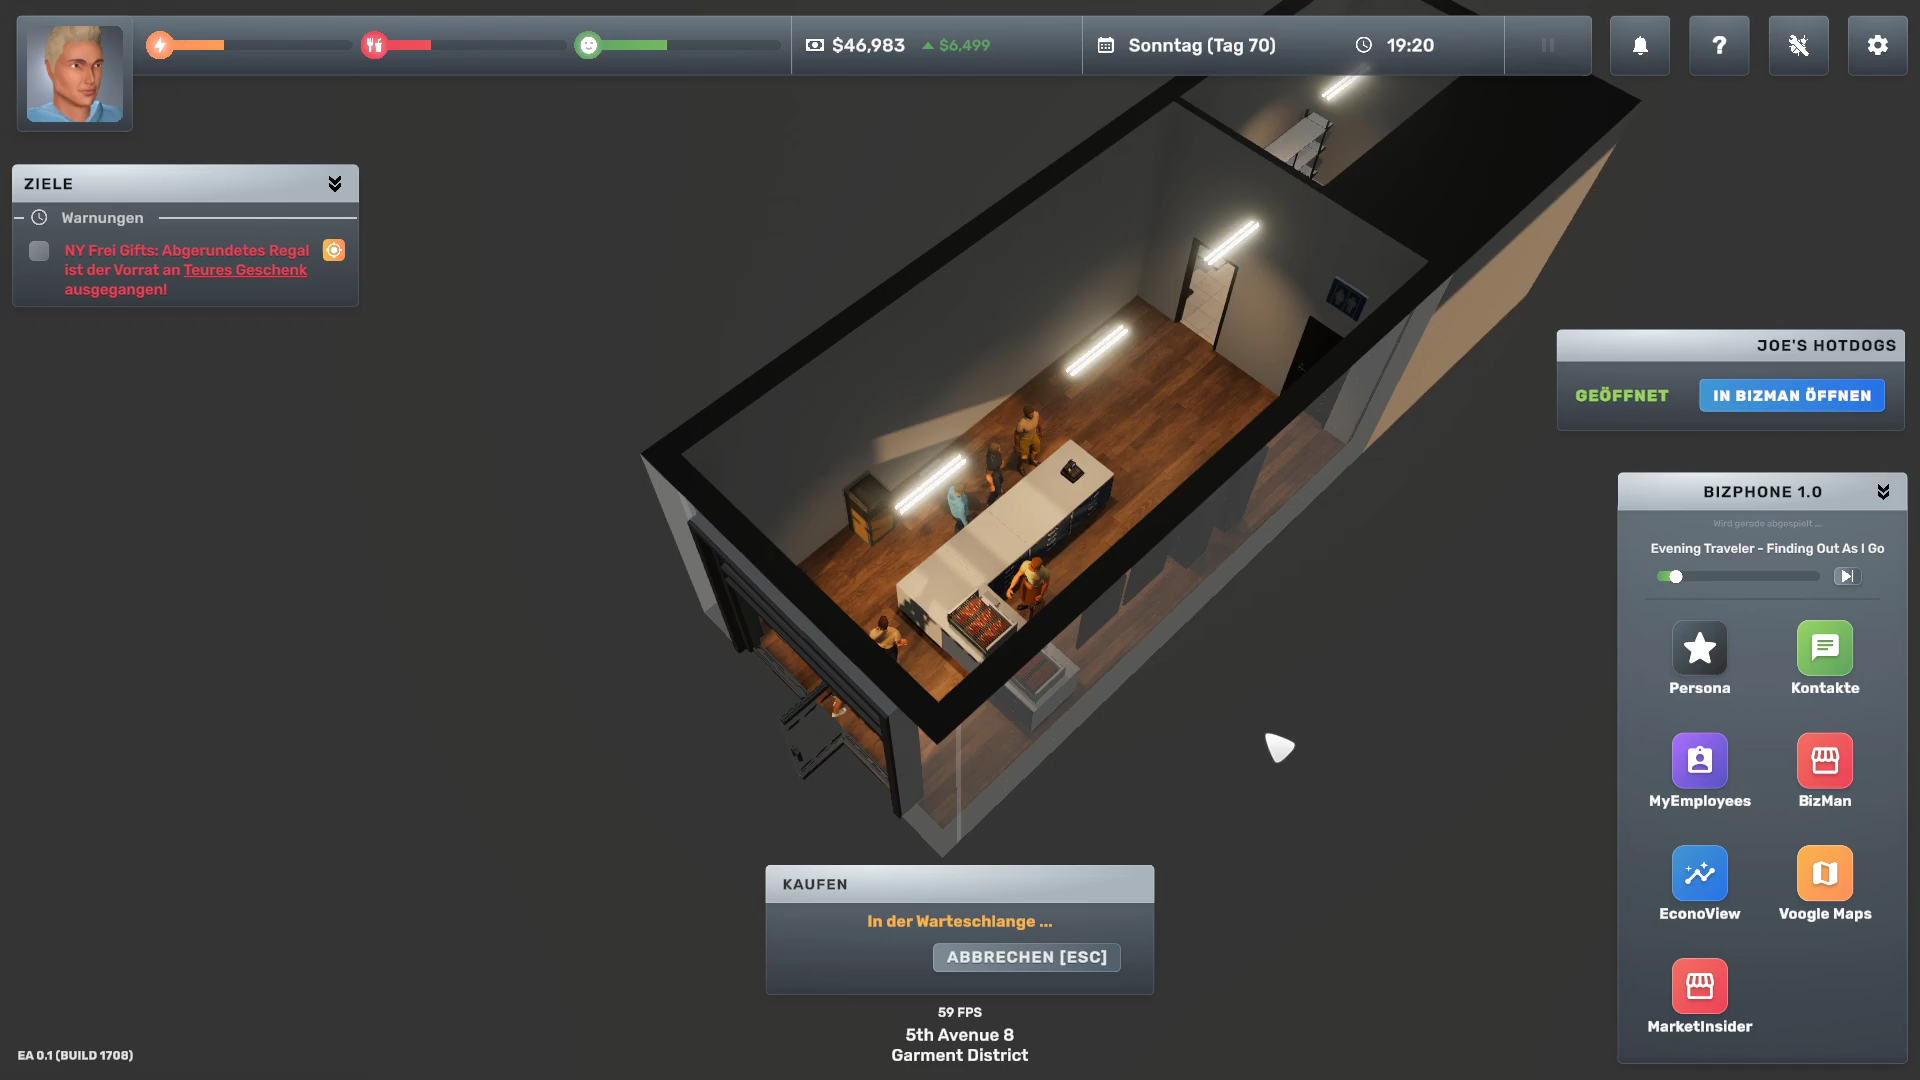 $46,983
$6,499
Sonntag (Tag 70)
19:20
?
ZIELE
Warnungen
NY Frei Gifts: Abgerundetes Regal
ist der Vorrat an Teures Geschenk
ausgegangen!
JOE'S HOTDOGS
GEÖFFNET
IN BIZMAN ÖFFNEN
BIZPHONE 1.0
Wird gerade abgespielt ...
Evening Traveler - Finding Out As I Go
Persona
Kontakte
MyEmployees
BizMan
EconoView
Voogle Maps
MarketInsider
KAUFEN
In der Warteschlange ...
ABBRECHEN [ESC]
59 FPS
5th Avenue 8
Garment District
EA 0.1 (BUILD 1708)